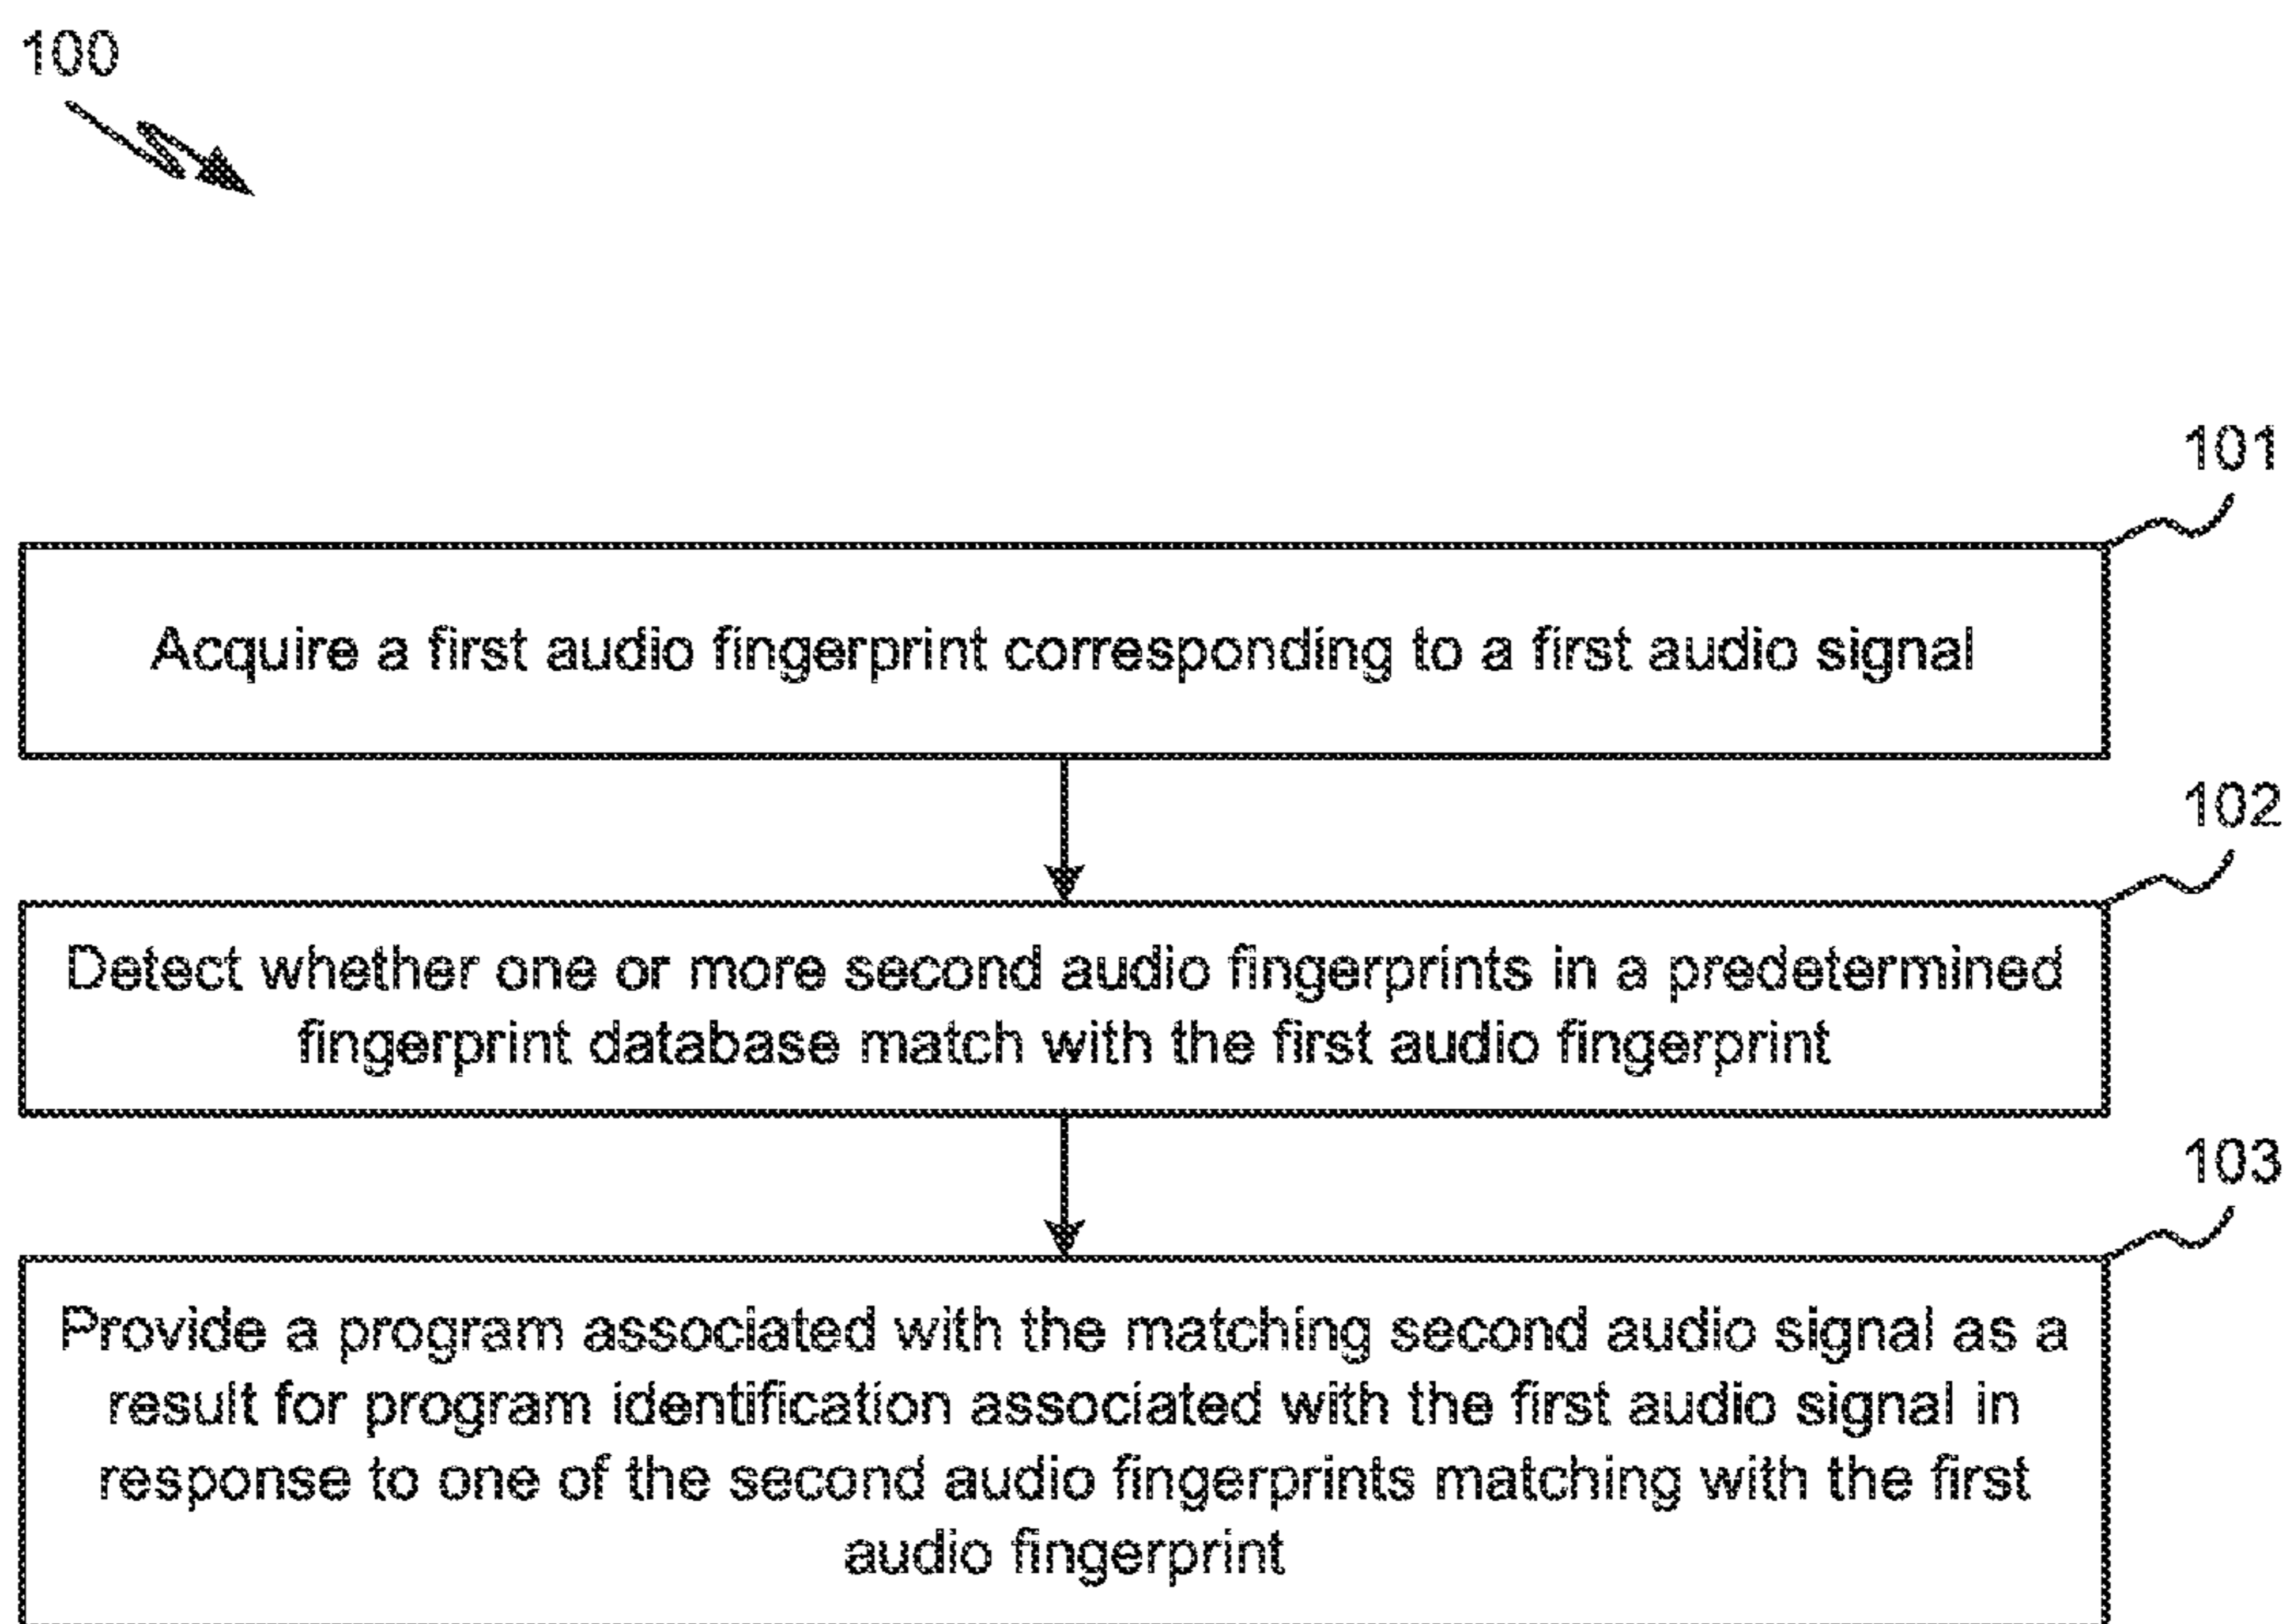 100
101
Acquire a first audio fingerprint corresponding to a first audio signal
102
Detect whether one or more second audio fingerprints in a predetermined
fingerprint database match with the first audio fingerprint
103
Provide a program associated with the matching second audio signal as a
result for program identification associated with the first audio signal in
response to one of the second audio fingerprints matching with the first
audio fingerprint